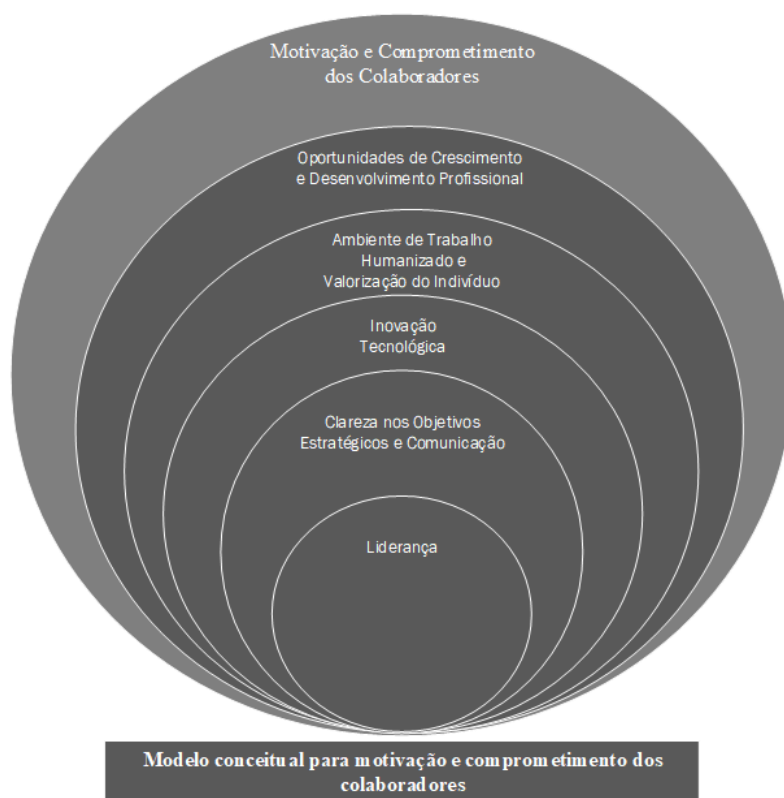 Motivação e Comprometimento
dos Colaboradores
Oportunidades de Crescimento
e Desenvolvimento Profissional
Ambiente de Trabalho
Humanizado e
Valorização do Indivíduo
Inovação
Tecnológica
Clareza nos Objetivos
Estratégicos e Comunicação
Liderança
Modelo conceitual para motivação e comprometimento dos
colaboradores